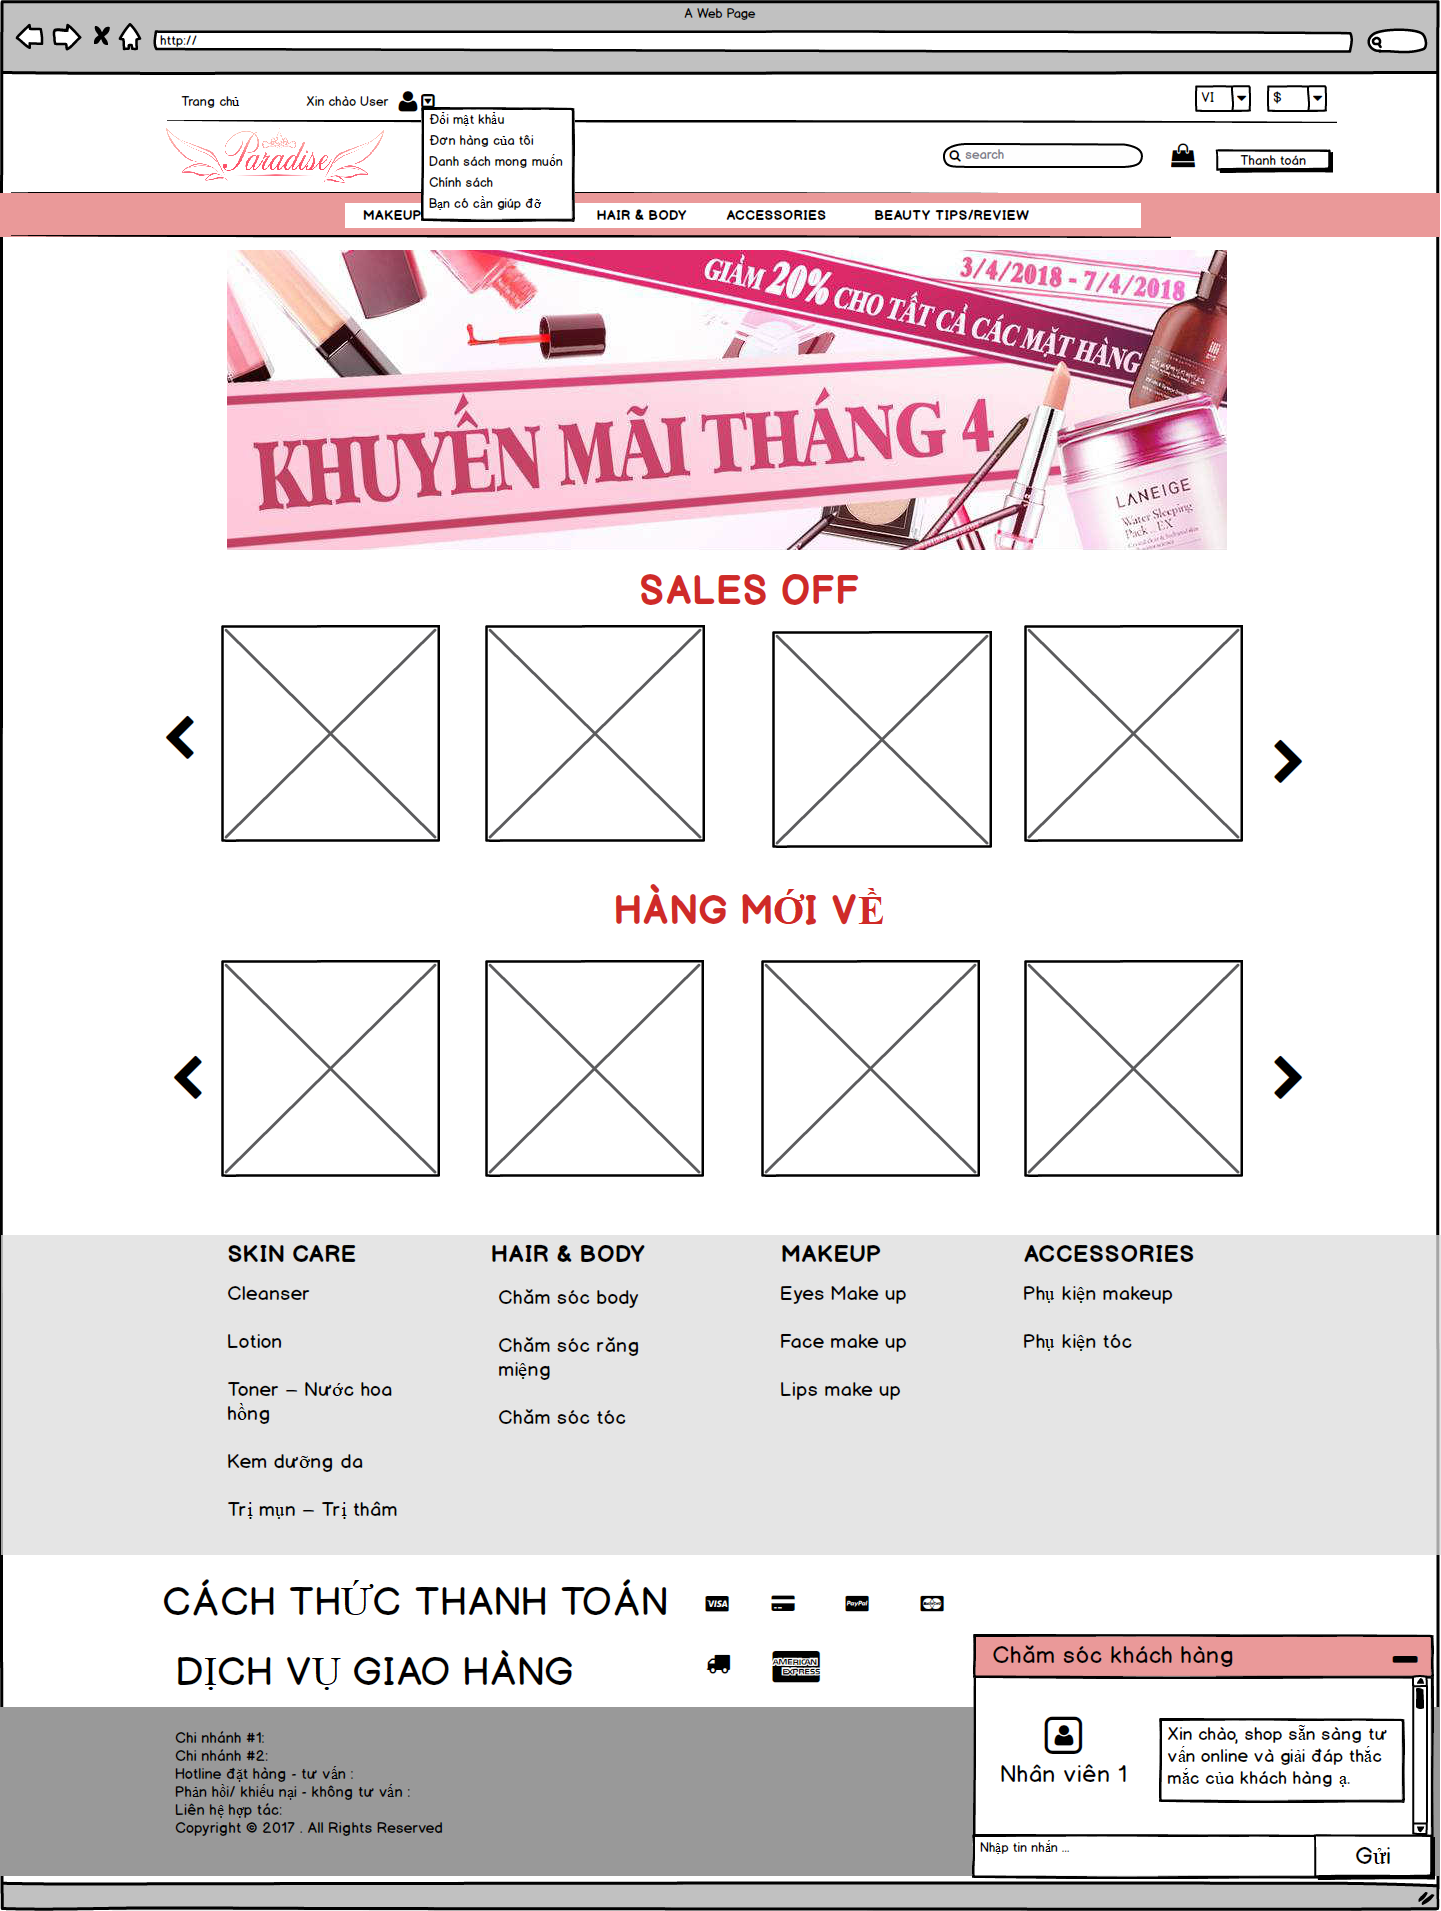 A Web Page
http://
Trang chủ
Xin chào User
VI
$
Đổi mật khẩu
Đơn hàng của tôi
Danh sách mong muốn
Chính sách
Bạn có cần giúp đỡ
Paradise
search
Thanh toán
MAKEUP
HAIR & BODY
ACCESSORIES
BEAUTY TIPS/REVIEW
3/4/2018 - 7/4/2018
GIẢM 20% CHO TẤT CẢ CÁC MẶT HÀNG
KHUYẾN MÃI THÁNG 4
LANEIGE
Water Sleeping
Pack _ EX
SALES OFF
HÀNG MỚI VỀ
SKIN CARE
Cleanser
Lotion
Toner – Nước hoa
hồng
Kem dưỡng da
Trị mụn – Trị thâm
HAIR & BODY
Chăm sóc body
Chăm sóc răng
miệng
Chăm sóc tóc
MAKEUP
Eyes Make up
Face make up
Lips make up
ACCESSORIES
Phụ kiện makeup
Phụ kiện tóc
CÁCH THỨC THANH TOÁN
VISA
PayPal
DỊCH VỤ GIAO HÀNG
AMERICAN
EXPRESS
Chi nhánh #1:
Chi nhánh #2:
Hotline đặt hàng - tư vấn :
Phản hồi/ khiếu nại - không tư vấn :
Liên hệ hợp tác:
Copyright © 2017 . All Rights Reserved
Chăm sóc khách hàng
Nhân viên 1
Xin chào, shop sẵn sàng tư
vấn online và giải đáp thắc
mắc của khách hàng ạ.
Nhập tin nhắn ...
Gửi